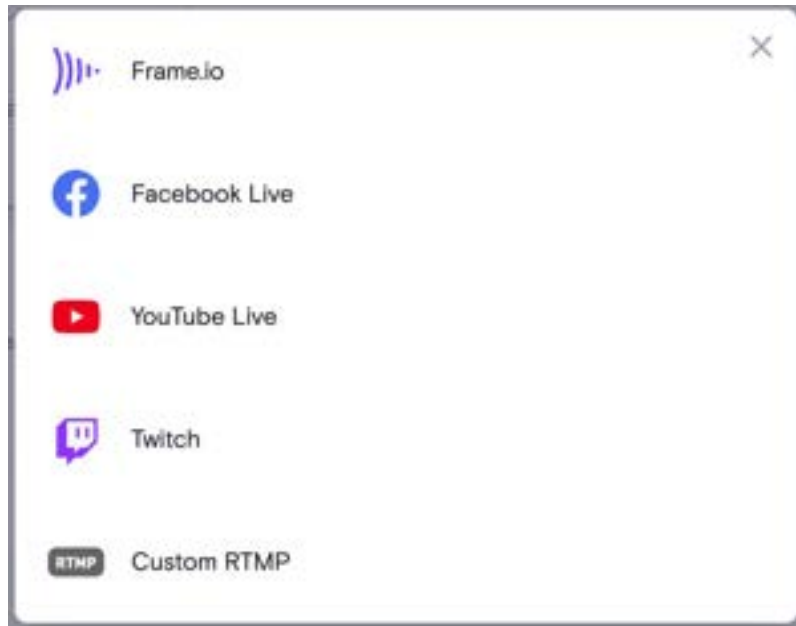 Frame.io
Facebook Live
YouTube Live
Twitch
RTMP Custom RTMP